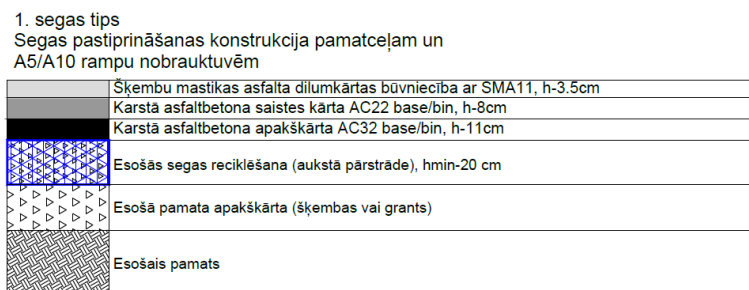 1. segas tips
Segas pastiprināšanas konstrukcija pamatceļam un
A5/A10 rampu nobrauktuvēm
Šķembu mastikas asfalta dilumkārtas būvniecība ar SMA11, h-3.5cm
Karstā asfaltbetona saistes kārta AC22 base/bin, h-8cm
Karstā asfaltbetona apakškārta AC32 base/bin, h-11cm
Esošās segas reciklēšana (aukstā pārstrāde), hmin-20 cm
Esošā pamata apakškārta (šķembas vai grants)
Esošais pamats